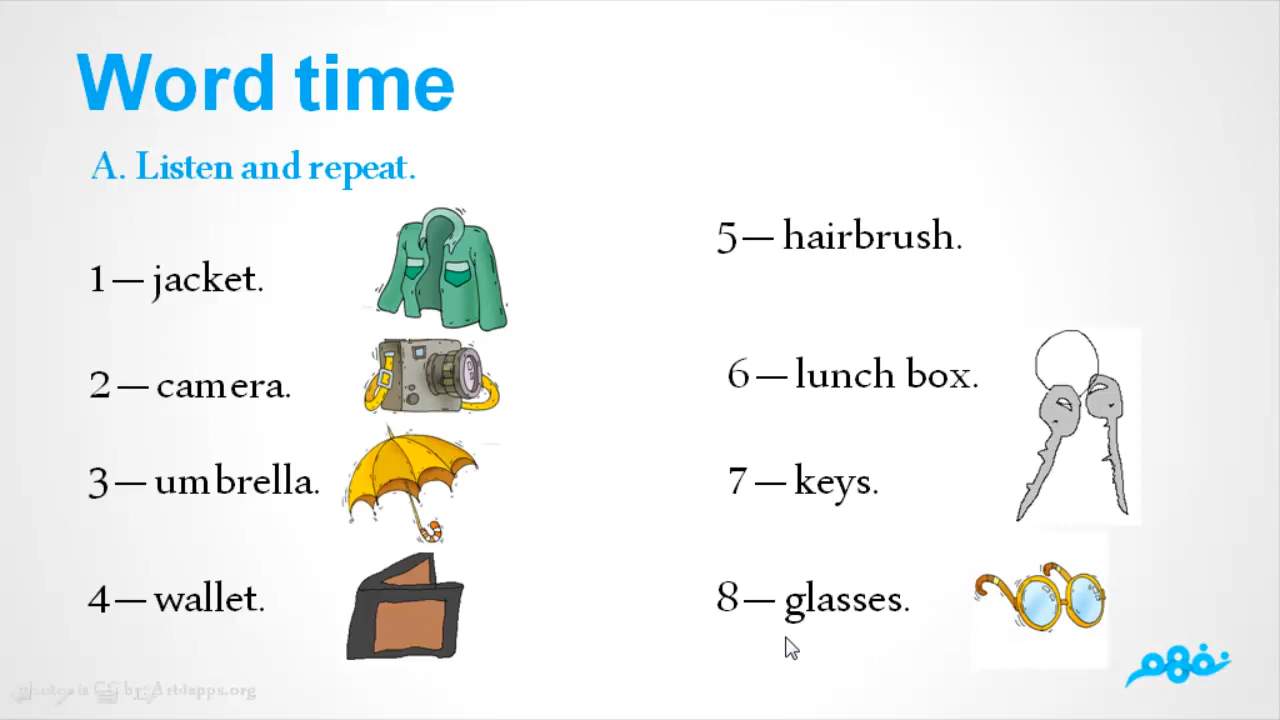 Word time
A. Listen and repeat.
1— jacket.
2— camera.
3— umbrella.
4— wallet.
5— hairbrush.
6— lunch box.
7— keys.
8— glasses.
نفهم